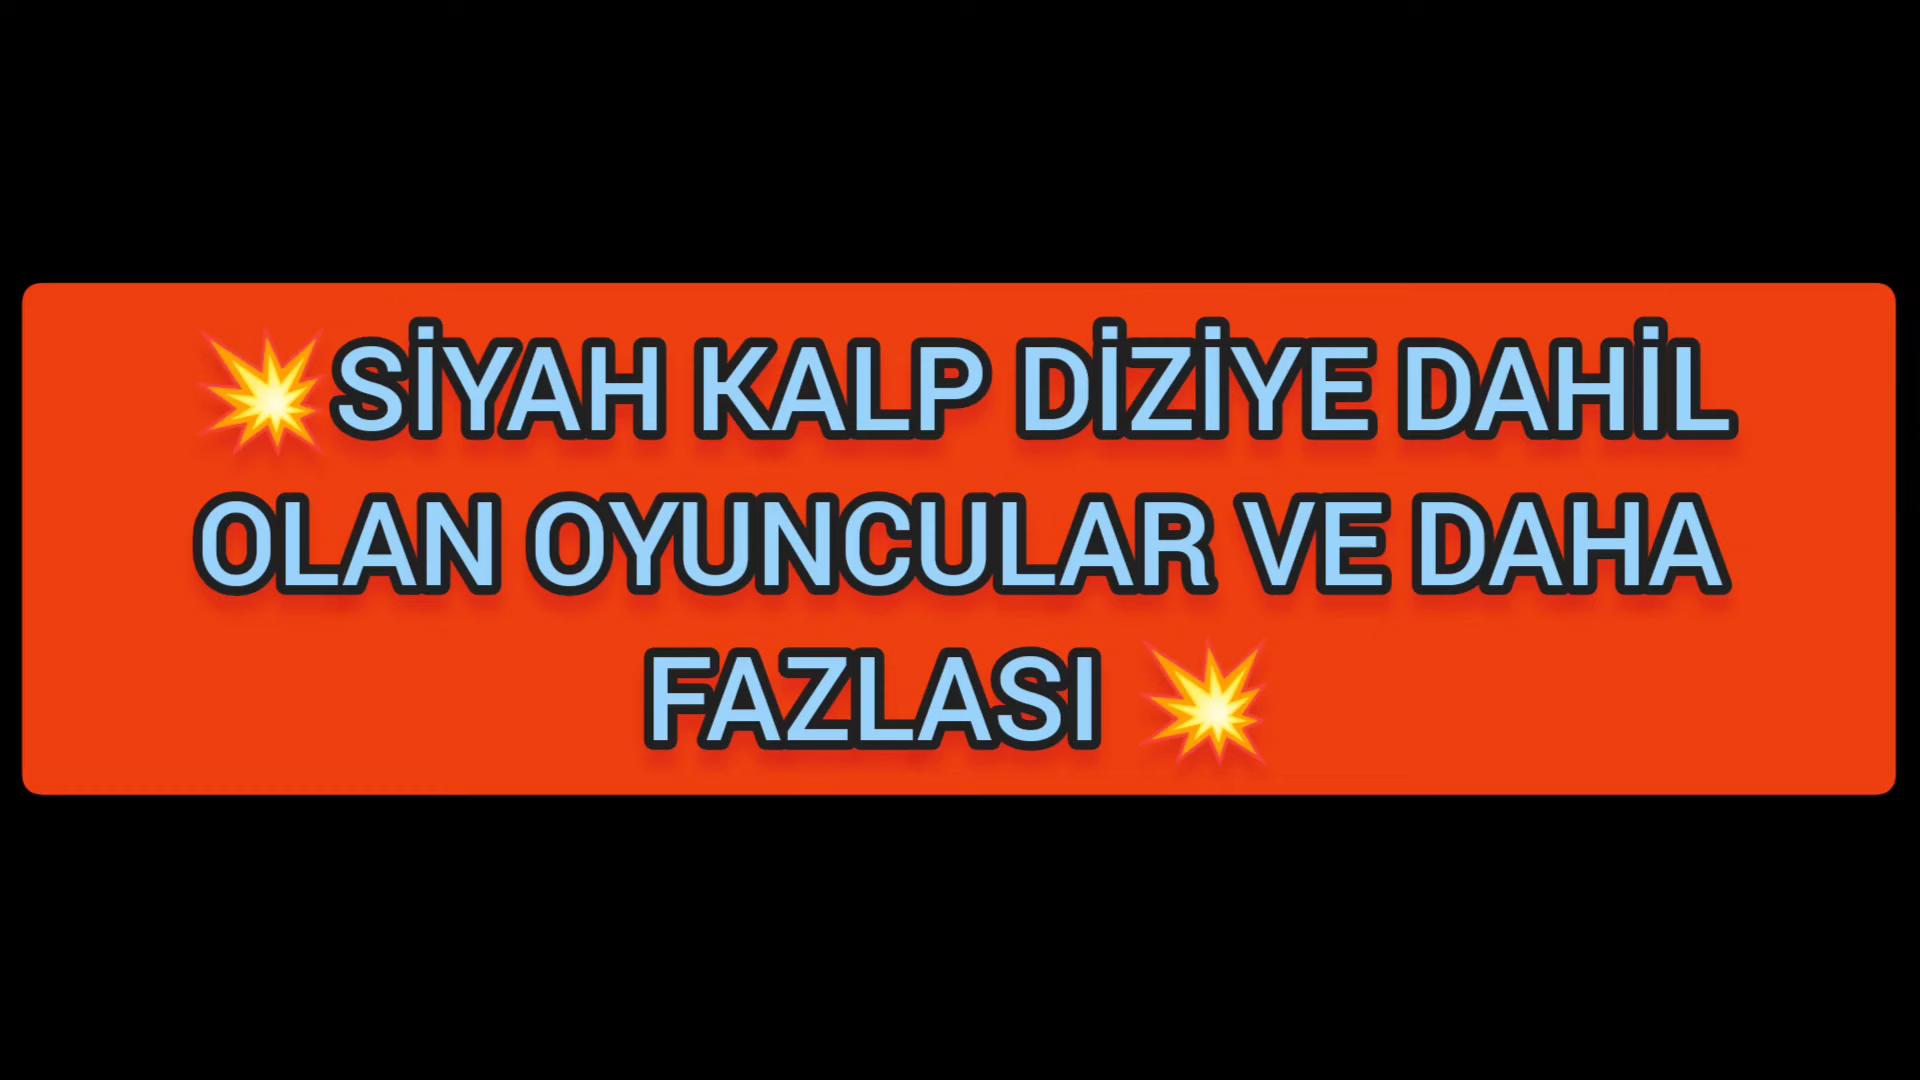 💥SİYAH KALP DİZİYE DAHİL
OLAN OYUNCULAR VE DAHA
FAZLASI 💥